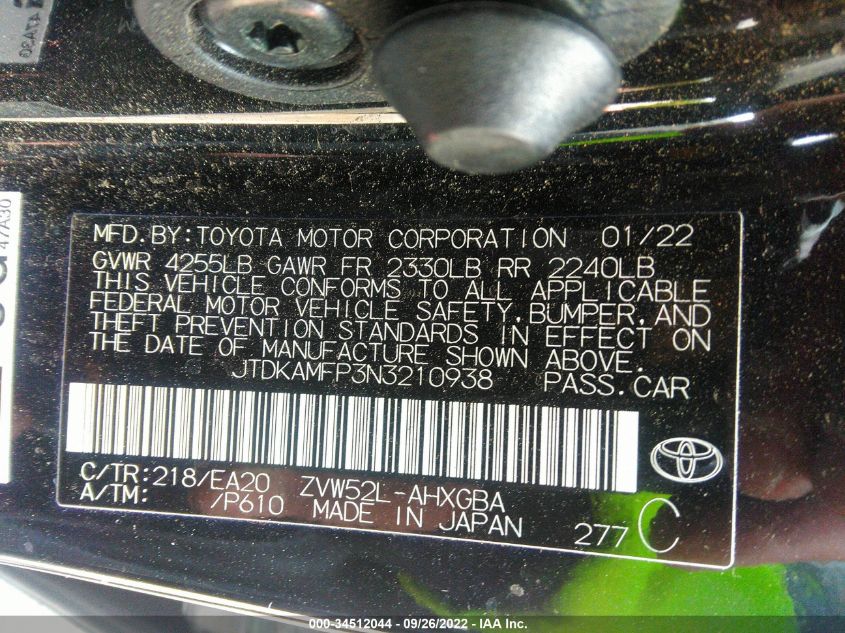 47A30
47A30
MFD. BY: TOYOTA MOTOR CORPORATION 01/22
GVWR 4255LB GAWR FR 2330LB RR 2240LB
THIS VEHICLE CONFORMS TO ALL APPLICABLE
FEDERAL MOTOR VEHICLE SAFETY, BUMPER, AND
THEFT PREVENTION STANDARDS IN EFFECT ON
THE DATE OF MANUFACTURE SHOWN ABOVE.
JTDKAMFP3N3210938 PASS. CAR
C/TR: 218/EA20 ZVW52L-AHXGBA
A/TM: /P610 MADE IN JAPAN
277 C
000-34512044 / 09/26/2022 - IAA Inc.